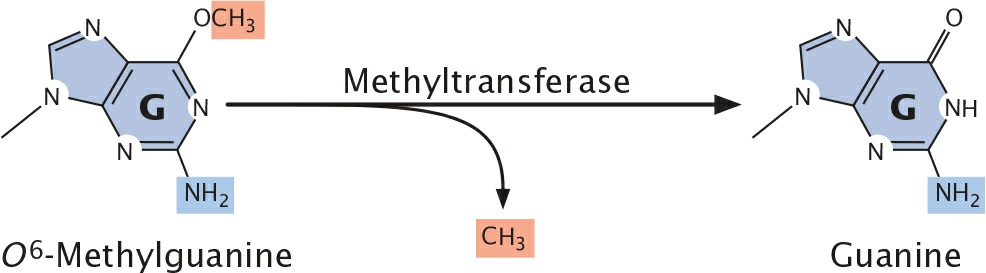 N
OCH₃
N
G
N
N
NH₂
O⁶-Methylguanine
Methyltransferase
CH₃
N
O
N
G
NH
N
NH₂
Guanine